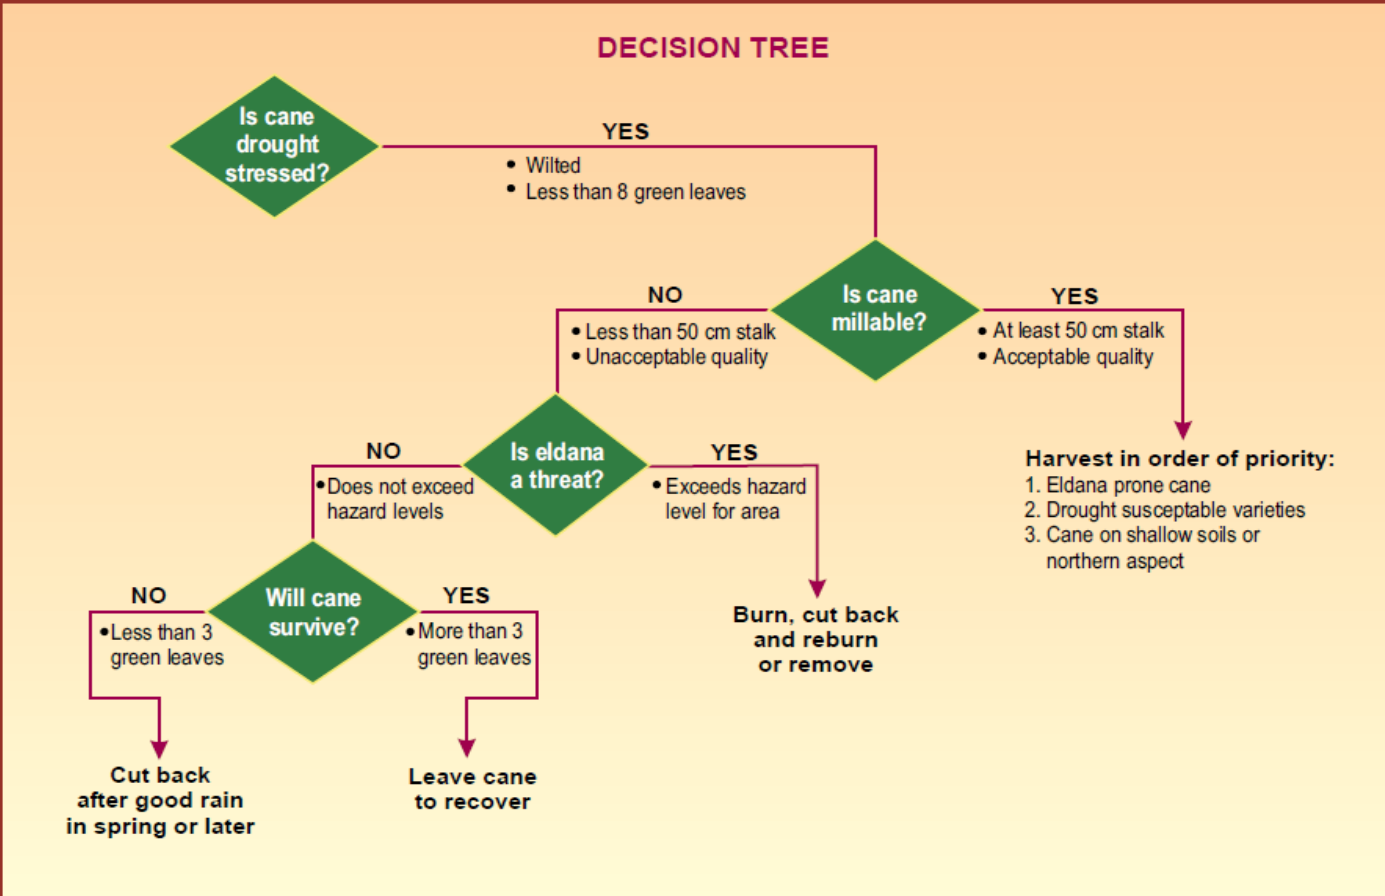 DECISION TREE
Is cane
drought
stressed?
YES
• Wilted
• Less than 8 green leaves
Is cane
millable?
NO
• Less than 50 cm stalk
• Unacceptable quality
YES
• At least 50 cm stalk
• Acceptable quality
Harvest in order of priority:
1. Eldana prone cane
2. Drought susceptable varieties
3. Cane on shallow soils or
northern aspect
Is eldana
a threat?
NO
• Does not exceed
hazard levels
YES
• Exceeds hazard
level for area
Burn, cut back
and reburn
or remove
Will cane
survive?
NO
• Less than 3
green leaves
YES
• More than 3
green leaves
Cut back
after good rain
in spring or later
Leave cane
to recover